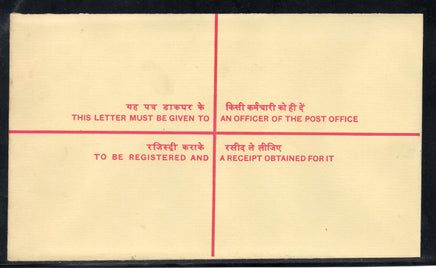 यह पत्र डाकघर के किसी कर्मचारी को ही दें
THIS LETTER MUST BE GIVEN TO AN OFFICER OF THE POST OFFICE
रजिस्ट्री कराके रसीद ले लीजिए
TO BE REGISTERED AND A RECEIPT OBTAINED FOR IT